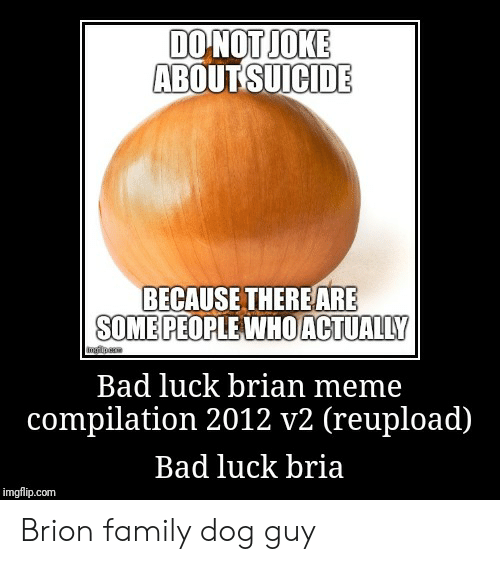 DO NOT JOKE
ABOUT SUICIDE
BECAUSE THERE ARE
SOME PEOPLE WHO ACTUALLY
imgflip.com
Bad luck brian meme
compilation 2012 v2 (reupload)
Bad luck bria
imgflip.com
Brion family dog guy